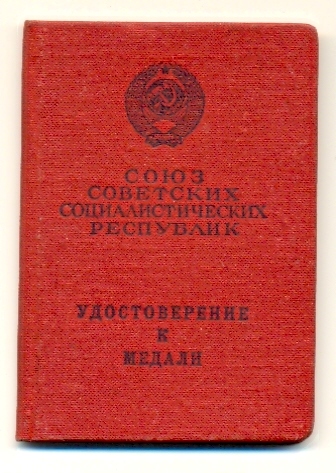 СОЮЗ
СОВЕТСКИХ
СОЦИАЛИСТИЧЕСКИХ
РЕСПУБЛИК
УДОСТОВЕРЕНИЕ
К
МЕДАЛИ